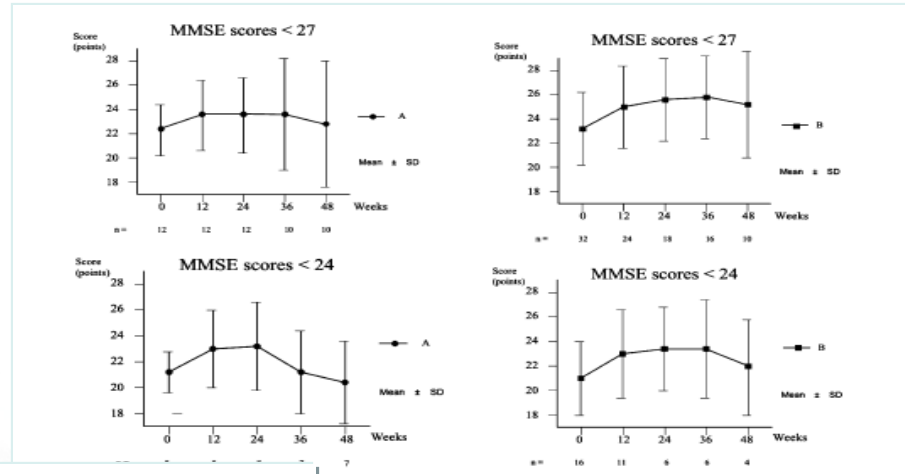 MMSE scores < 27
Score
(points)
28
26
24
22
20
18
A
Mean ± SD
0 12 24 36 48 Weeks
n = 12 12 12 10 10
MMSE scores < 27
Score
(points)
28
26
24
22
20
18
B
Mean ± SD
0 12 24 36 48 Weeks
n = 32 24 18 16 10
MMSE scores < 24
Score
(points)
28
26
24
22
20
18
A
Mean ± SD
0 12 24 36 48 Weeks
7
MMSE scores < 24
Score
(points)
28
26
24
22
20
18
B
Mean ± SD
0 12 24 36 48 Weeks
n = 16 11 6 6 4